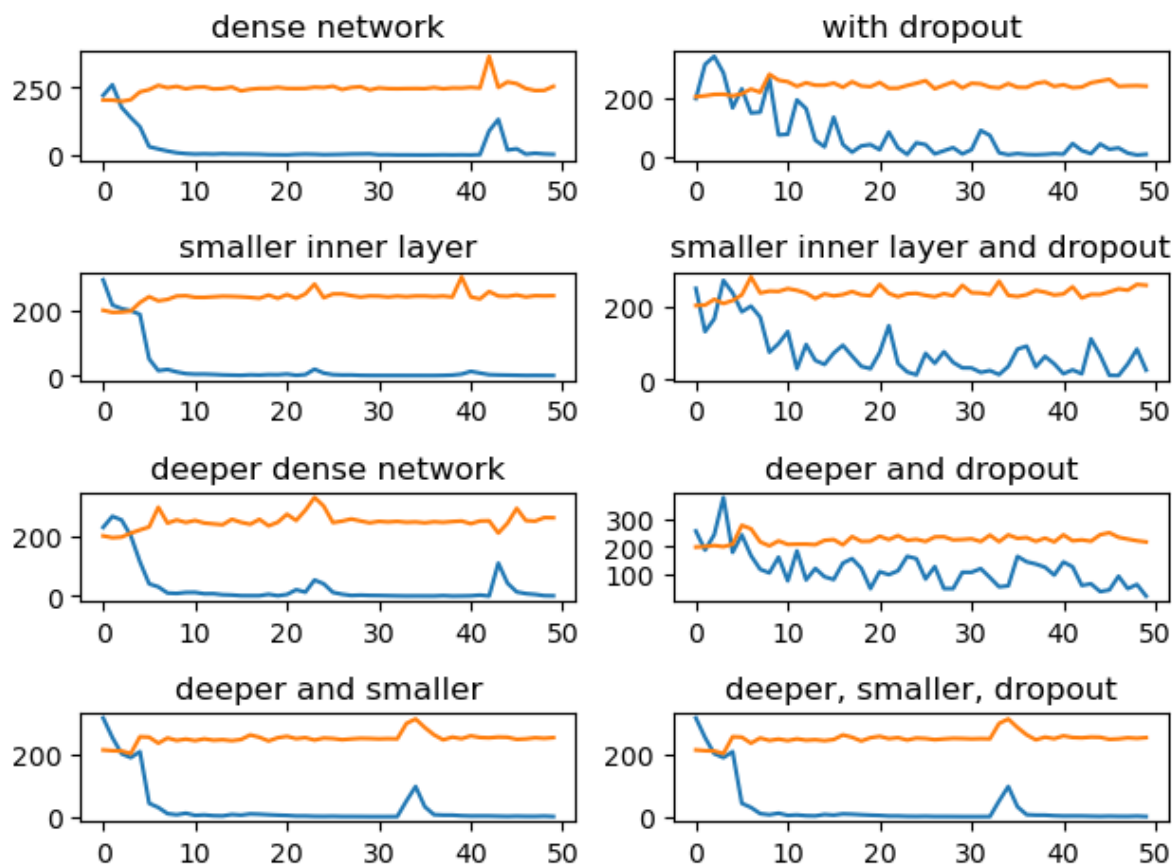 dense network
with dropout
250
0
200
0
0 10 20 30 40 50
0 10 20 30 40 50
smaller inner layer
smaller inner layer and dropout
200
0
200
0
0 10 20 30 40 50
0 10 20 30 40 50
deeper dense network
deeper and dropout
200
0
300
200
100
0 10 20 30 40 50
0 10 20 30 40 50
deeper and smaller
deeper, smaller, dropout
200
0
200
0
0 10 20 30 40 50
0 10 20 30 40 50